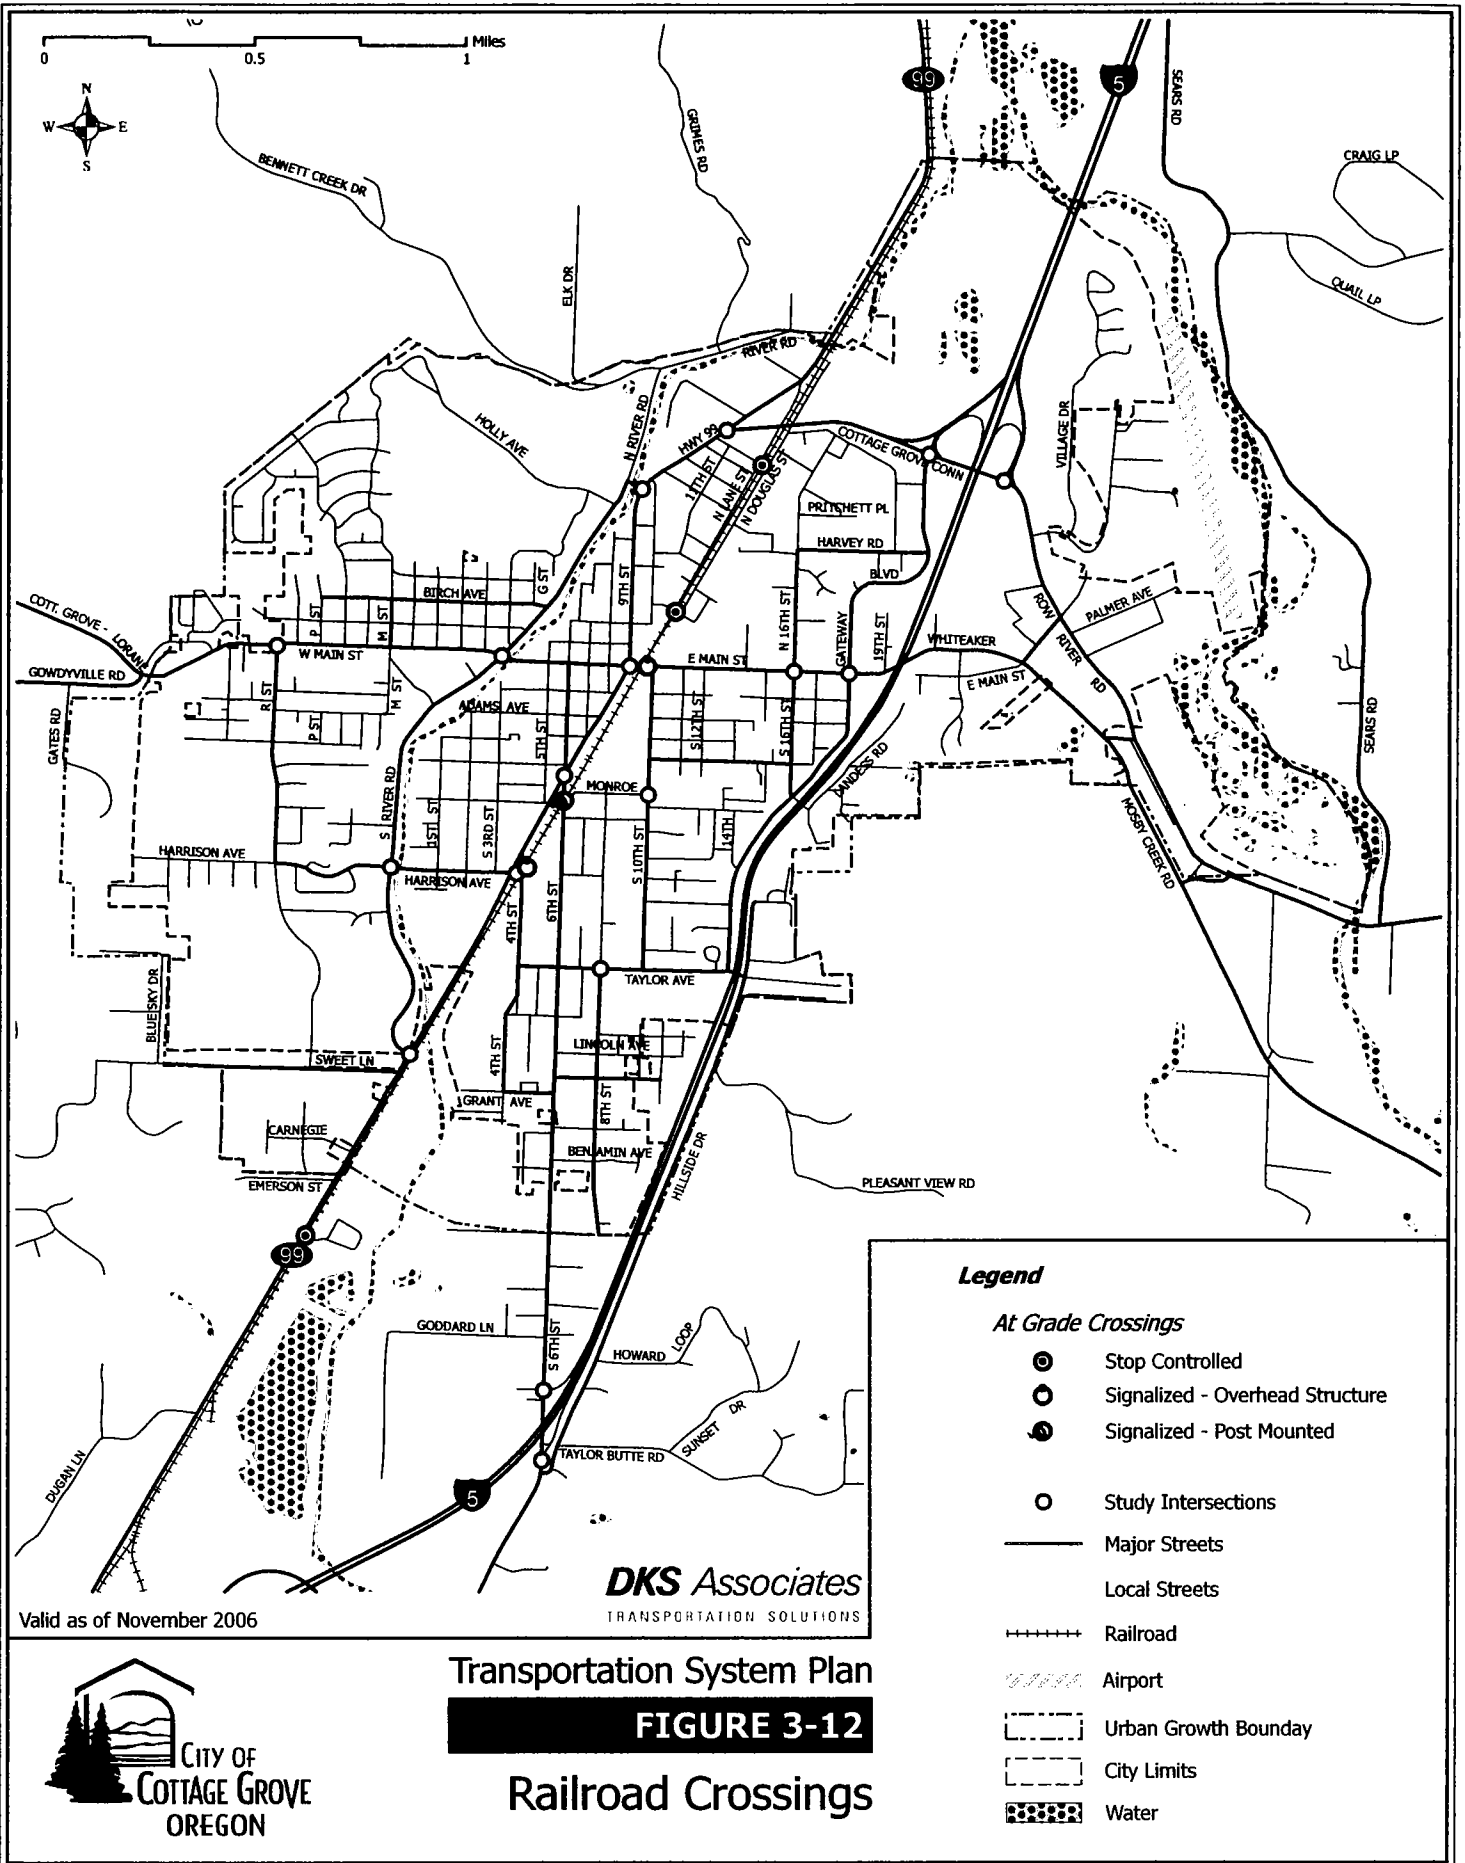 Miles
0 0.5 1
N
W E
S
99
5
SEARS RD
GRIMES RD
CRAIG LP
BENNETT CREEK DR
QUAIL LP
ELK DR
RIVER RD
N RIVER RD
HOLLY AVE
HWY 99
COTTAGE GROVE CONN
VILLAGE DR
11TH ST
N LANE ST
N DOUGLAS ST
PRITCHETT PL
HARVEY RD
BLVD
G ST
9TH ST
BIRCH AVE
P ST
M ST
N 16TH ST
GATEWAY
19TH ST
ROW RIVER RD
PALMER AVE
COTT. GROVE - LORANE
W MAIN ST
E MAIN ST
WHITEAKER
GOWDYVILLE RD
E MAIN ST
R ST
M ST
P ST
ADAMS AVE
5TH ST
S 12TH ST
S 16TH ST
GATES RD
SEARS RD
LANDESS RD
MONROE
S RIVER RD
1ST ST
S 3RD ST
S 10TH ST
14TH
MOSBY CREEK RD
HARRISON AVE
HARRISON AVE
4TH ST
6TH ST
TAYLOR AVE
BLUE SKY DR
SWEET LN
4TH ST
LINCOLN AVE
GRANT AVE
8TH ST
CARNEGIE
BENJAMIN AVE
HILLSIDE DR
EMERSON ST
PLEASANT VIEW RD
99
GODDARD LN
S 6TH ST
HOWARD LOOP
SUNSET DR
TAYLOR BUTTE RD
DUGAN LN
5
DKS Associates
TRANSPORTATION SOLUTIONS
Valid as of November 2006
Legend
At Grade Crossings
Stop Controlled
Signalized - Overhead Structure
Signalized - Post Mounted
Study Intersections
Major Streets
Local Streets
Railroad
Airport
Urban Growth Bounday
City Limits
Water
CITY OF
COTTAGE GROVE
OREGON
Transportation System Plan
FIGURE 3-12
Railroad Crossings